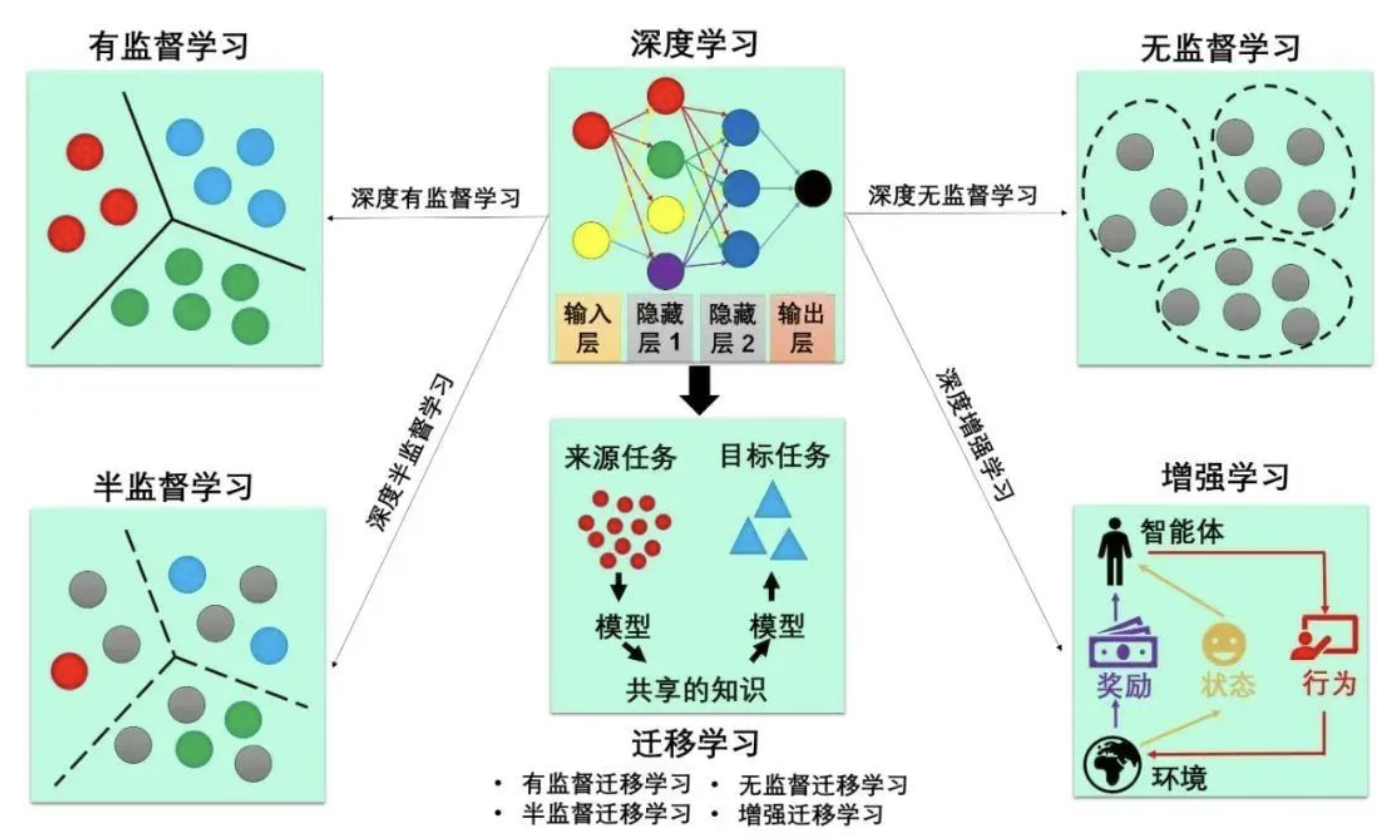 有监督学习
深度学习
无监督学习
深度有监督学习
深度无监督学习
输入层
隐藏层 1
隐藏层 2
输出层
深度半监督学习
深度增强学习
半监督学习
来源任务
目标任务
模型
模型
共享的知识
迁移学习
• 有监督迁移学习 • 无监督迁移学习
• 半监督迁移学习 • 增强迁移学习
增强学习
智能体
奖励
状态
行为
环境